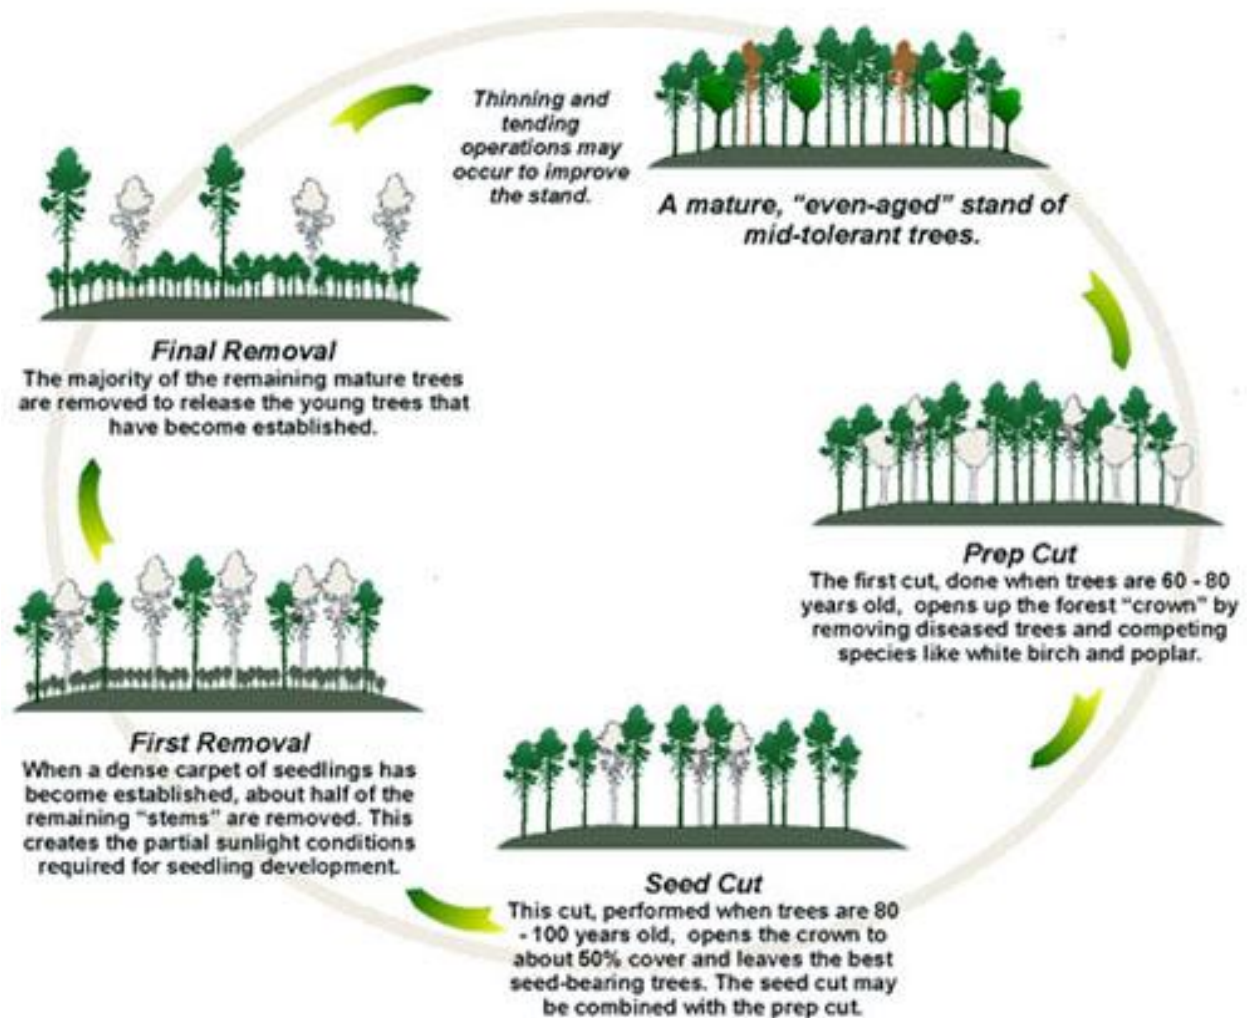 Thinning and
tending
operations may
occur to improve
the stand.
A mature, “even-aged” stand of
mid-tolerant trees.
Prep Cut
The first cut, done when trees are 60 - 80
years old, opens up the forest “crown” by
removing diseased trees and competing
species like white birch and poplar.
Seed Cut
This cut, performed when trees are 80
- 100 years old, opens the crown to
about 50% cover and leaves the best
seed-bearing trees. The seed cut may
be combined with the prep cut.
First Removal
When a dense carpet of seedlings has
become established, about half of the
remaining “stems” are removed. This
creates the partial sunlight conditions
required for seedling development.
Final Removal
The majority of the remaining mature trees
are removed to release the young trees that
have become established.